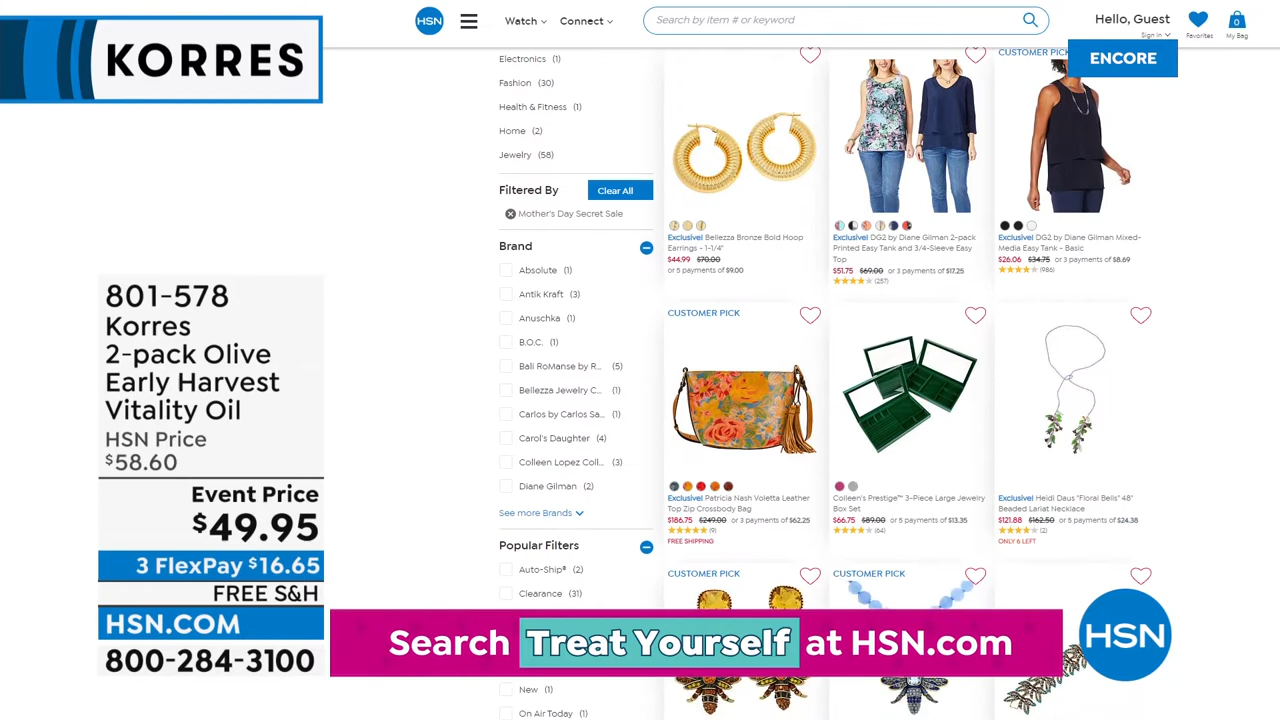 KORRES
HSN
Watch
Connect
Search by item # or keyword
Hello, Guest
Sign in
Favorites
0
My Bag
ENCORE
801-578
Korres
2-pack Olive
Early Harvest
Vitality Oil
HSN Price
$58.60
Event Price
$49.95
3 FlexPay $16.65
FREE S&H
HSN.COM
800-284-3100
Electronics (1)
Fashion (30)
Health & Fitness (1)
Home (2)
Jewelry (58)
Filtered By
Clear All
Mother's Day Secret Sale
Brand
Absolute (1)
Antik Kraft (3)
Anuschka (1)
B.O.C. (1)
Bali RoManse by R... (5)
Bellezza Jewelry C... (1)
Carlos by Carlos Sa... (1)
Carol's Daughter (4)
Colleen Lopez Coll... (3)
Diane Gilman (2)
See more Brands
Popular Filters
Auto-Ship® (2)
Clearance (31)
New (1)
On Air Today (1)
Exclusive! Bellezza Bronze Bold Hoop
Earrings - 1-1/4"
$44.99 $70.00
or 5 payments of $9.00
Exclusive! DG2 by Diane Gilman 2-pack
Printed Easy Tank and 3/4-Sleeve Easy
Top
$51.75 $69.00 or 3 payments of $17.25
(257)
CUSTOMER PICK
Exclusive! DG2 by Diane Gilman Mixed-
Media Easy Tank - Basic
$26.06 $34.75 or 3 payments of $8.69
(986)
CUSTOMER PICK
Exclusive! Patricia Nash Voletta Leather
Top Zip Crossbody Bag
$186.75 $249.00 or 3 payments of $62.25
(9)
FREE SHIPPING
Colleen's Prestige™ 3-Piece Large Jewelry
Box Set
$66.75 $89.00 or 5 payments of $13.35
(64)
Exclusive! Heidi Daus "Floral Bells" 48"
Beaded Lariat Necklace
$121.88 $162.50 or 5 payments of $24.38
(2)
ONLY 6 LEFT
CUSTOMER PICK
CUSTOMER PICK
Search Treat Yourself at HSN.com
HSN